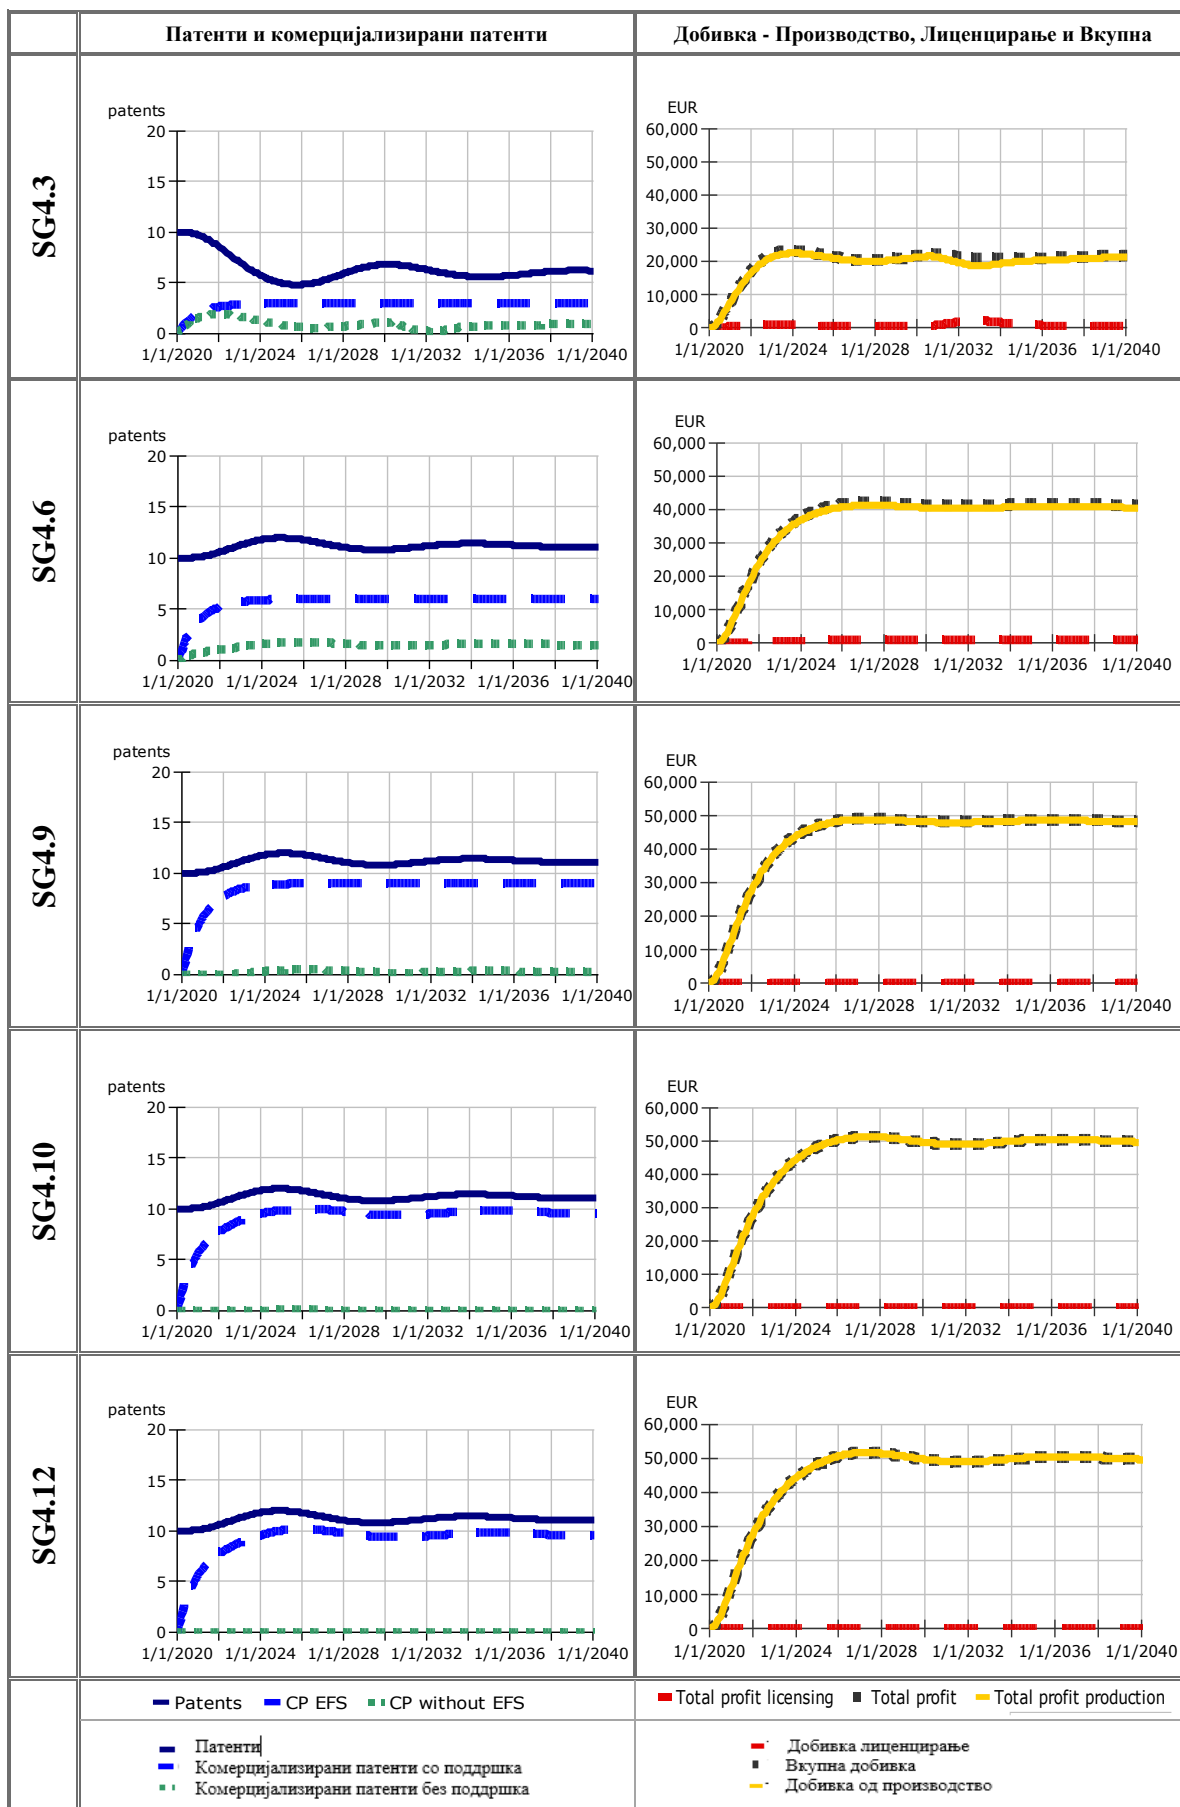 Патенти и комерцијализирани патенти
Добивка - Производство, Лиценцирање и Вкупна
SG4.3
patents
20
15
10
5
0
1/1/2020 1/1/2024 1/1/2028 1/1/2032 1/1/2036 1/1/2040
EUR
60,000
50,000
40,000
30,000
20,000
10,000
0
1/1/2020 1/1/2024 1/1/2028 1/1/2032 1/1/2036 1/1/2040
SG4.6
patents
20
15
10
5
0
1/1/2020 1/1/2024 1/1/2028 1/1/2032 1/1/2036 1/1/2040
EUR
60,000
50,000
40,000
30,000
20,000
10,000
0
1/1/2020 1/1/2024 1/1/2028 1/1/2032 1/1/2036 1/1/2040
SG4.9
patents
20
15
10
5
0
1/1/2020 1/1/2024 1/1/2028 1/1/2032 1/1/2036 1/1/2040
60,000
50,000
40,000
30,000
20,000
10,000
0
1/1/2020 1/1/2024 1/1/2028 1/1/2032 1/1/2036 1/1/2040
EUR
SG4.10
patents
20
15
10
5
0
1/1/2020 1/1/2024 1/1/2028 1/1/2032 1/1/2036 1/1/2040
EUR
60,000
50,000
40,000
30,000
20,000
10,000
0
1/1/2020 1/1/2024 1/1/2028 1/1/2032 1/1/2036 1/1/2040
SG4.12
patents
20
15
10
5
0
1/1/2020 1/1/2024 1/1/2028 1/1/2032 1/1/2036 1/1/2040
EUR
60,000
50,000
40,000
30,000
20,000
10,000
0
1/1/2020 1/1/2024 1/1/2028 1/1/2032 1/1/2036 1/1/2040
Patents CP EFS CP without EFS
Total profit licensing Total profit Total profit production
Патенти
Комерцијализирани патенти со поддршка
Комерцијализирани патенти без поддршка
Добивка лиценцирање
Вкупна добивка
Добивка од производство